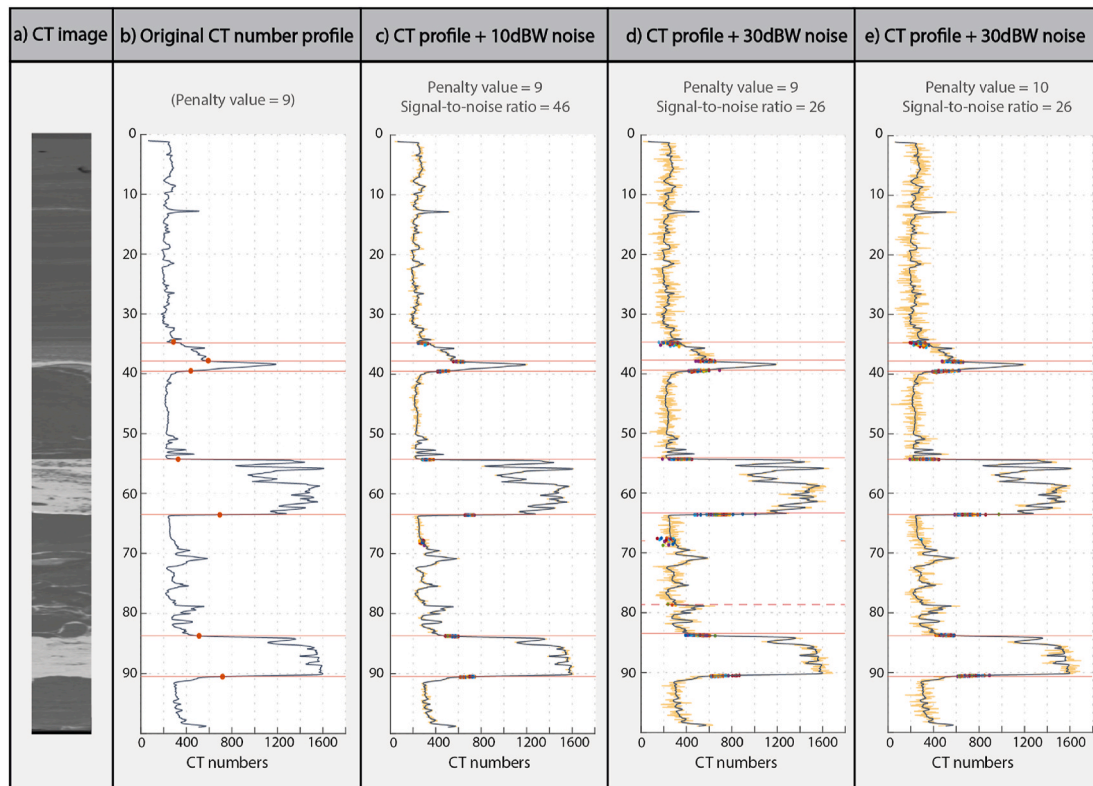 a) CT image
b) Original CT number profile
c) CT profile + 10dBW noise
d) CT profile + 30dBW noise
e) CT profile + 30dBW noise
(Penalty value = 9)
Penalty value = 9
Signal-to-noise ratio = 46
Penalty value = 9
Signal-to-noise ratio = 26
Penalty value = 10
Signal-to-noise ratio = 26
0
10
20
30
40
50
60
70
80
90
0 400 800 1200 1600
CT numbers
0
10
20
30
40
50
60
70
80
90
0 400 800 1200 1600
CT numbers
0
10
20
30
40
50
60
70
80
90
0 400 800 1200 1600
CT numbers
0
10
20
30
40
50
60
70
80
90
0 400 800 1200 1600
CT numbers